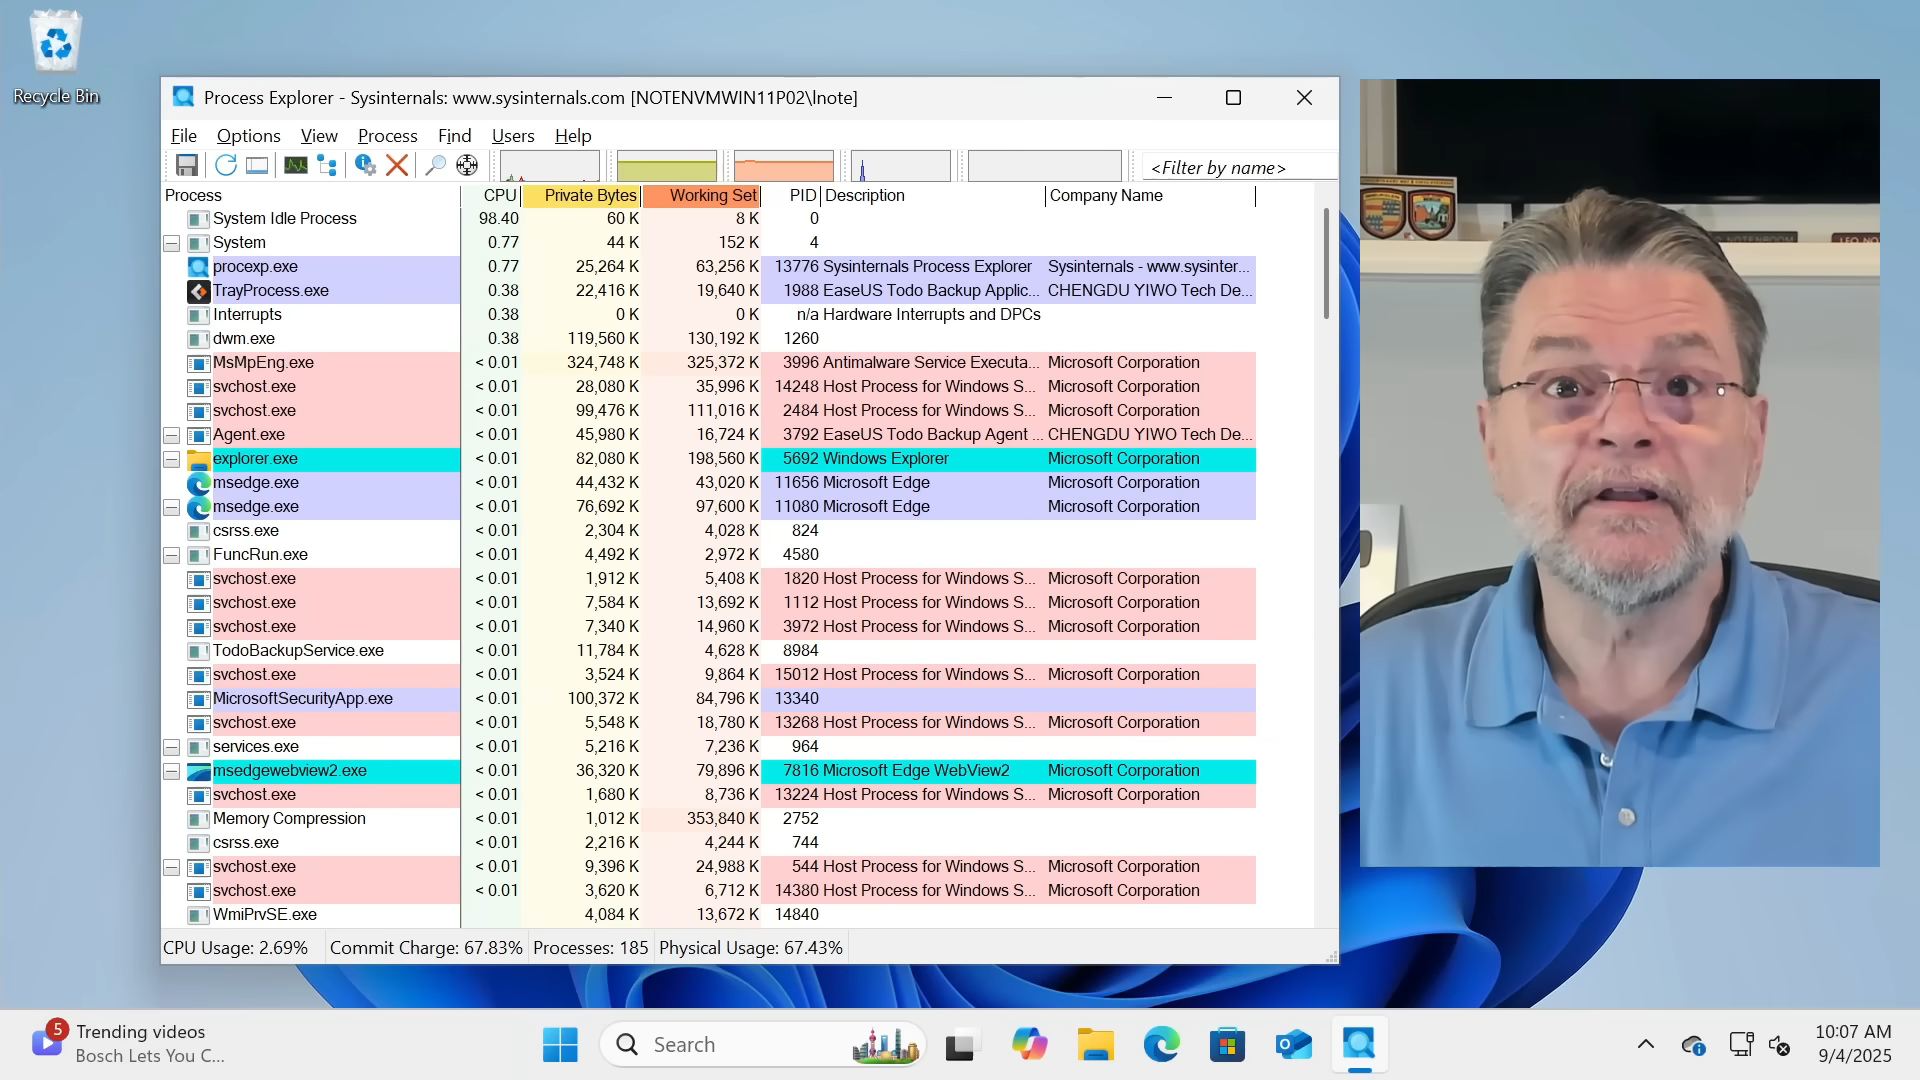 Recycle Bin
Process Explorer - Sysinternals: www.sysinternals.com [NOTENVMWIN11P02\lnote]
File Options View Process Find Users Help
<Filter by name>
Process CPU Private Bytes Working Set PID Description Company Name
System Idle Process 98.40 60 K 8 K 0
System 0.77 44 K 152 K 4
procexp.exe 0.77 25,264 K 63,256 K 13776 Sysinternals Process Explorer Sysinternals - www.sysinter...
TrayProcess.exe 0.38 22,416 K 19,640 K 1988 EaseUS Todo Backup Applic... CHENGDU YIWO Tech De...
Interrupts 0.38 0 K 0 K n/a Hardware Interrupts and DPCs
dwm.exe 0.38 119,560 K 130,192 K 1260
MsMpEng.exe < 0.01 324,748 K 325,372 K 3996 Antimalware Service Executa... Microsoft Corporation
svchost.exe < 0.01 28,080 K 35,996 K 14248 Host Process for Windows S... Microsoft Corporation
svchost.exe < 0.01 99,476 K 111,016 K 2484 Host Process for Windows S... Microsoft Corporation
Agent.exe < 0.01 45,980 K 16,724 K 3792 EaseUS Todo Backup Agent ... CHENGDU YIWO Tech De...
explorer.exe < 0.01 82,080 K 198,560 K 5692 Windows Explorer Microsoft Corporation
msedge.exe < 0.01 44,432 K 43,020 K 11656 Microsoft Edge Microsoft Corporation
msedge.exe < 0.01 76,692 K 97,600 K 11080 Microsoft Edge Microsoft Corporation
csrss.exe < 0.01 2,304 K 4,028 K 824
FuncRun.exe < 0.01 4,492 K 2,972 K 4580
svchost.exe < 0.01 1,912 K 5,408 K 1820 Host Process for Windows S... Microsoft Corporation
svchost.exe < 0.01 7,584 K 13,692 K 1112 Host Process for Windows S... Microsoft Corporation
svchost.exe < 0.01 7,340 K 14,960 K 3972 Host Process for Windows S... Microsoft Corporation
TodoBackupService.exe < 0.01 11,784 K 4,628 K 8984
svchost.exe < 0.01 3,524 K 9,864 K 15012 Host Process for Windows S... Microsoft Corporation
MicrosoftSecurityApp.exe < 0.01 100,372 K 84,796 K 13340
svchost.exe < 0.01 5,548 K 18,780 K 13268 Host Process for Windows S... Microsoft Corporation
services.exe < 0.01 5,216 K 7,236 K 964
msedgewebview2.exe < 0.01 36,320 K 79,896 K 7816 Microsoft Edge WebView2 Microsoft Corporation
svchost.exe < 0.01 1,680 K 8,736 K 13224 Host Process for Windows S... Microsoft Corporation
Memory Compression < 0.01 1,012 K 353,840 K 2752
csrss.exe < 0.01 2,216 K 4,244 K 744
svchost.exe < 0.01 9,396 K 24,988 K 544 Host Process for Windows S... Microsoft Corporation
svchost.exe < 0.01 3,620 K 6,712 K 14380 Host Process for Windows S... Microsoft Corporation
WmiPrvSE.exe 4,084 K 13,672 K 14840
CPU Usage: 2.69% Commit Charge: 67.83% Processes: 185 Physical Usage: 67.43%
5
Trending videos
Bosch Lets You C...
Search
10:07 AM
9/4/2025